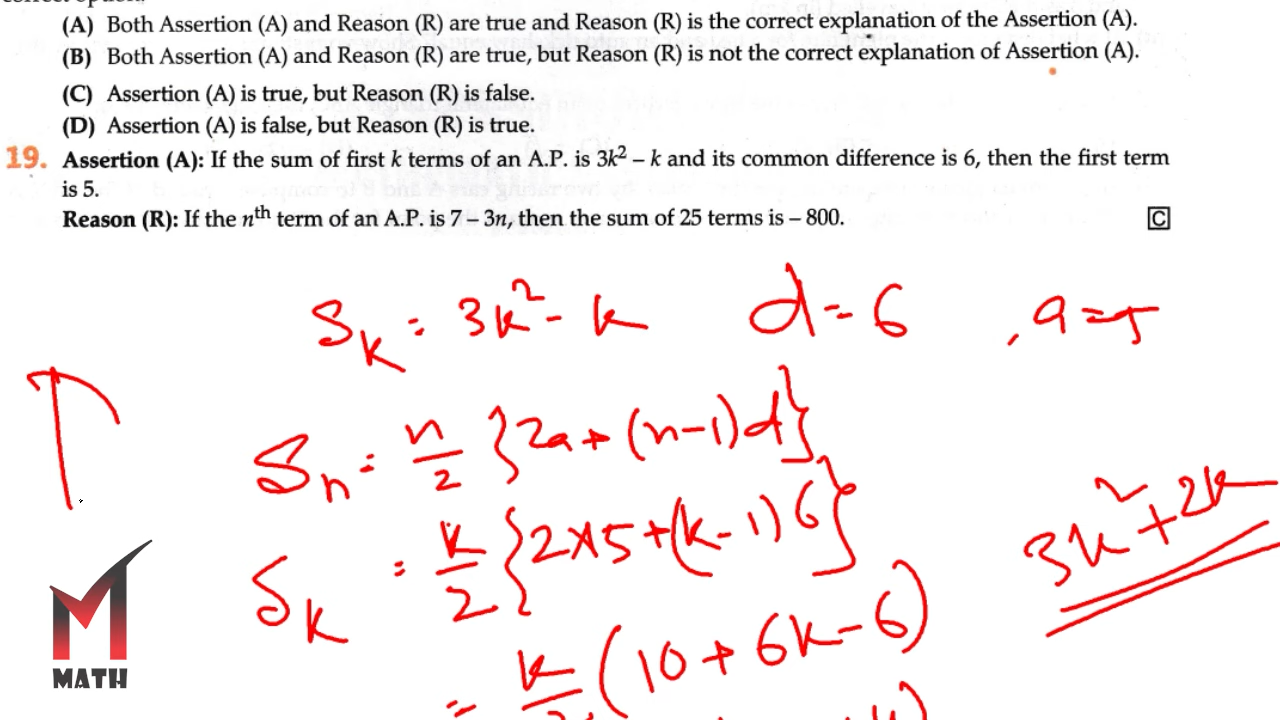 (A) Both Assertion (A) and Reason (R) are true and Reason (R) is the correct explanation of the Assertion (A).
(B) Both Assertion (A) and Reason (R) are true, but Reason (R) is not the correct explanation of Assertion (A).
(C) Assertion (A) is true, but Reason (R) is false.
(D) Assertion (A) is false, but Reason (R) is true.
19. Assertion (A): If the sum of first k terms of an A.P. is 3k² – k and its common difference is 6, then the first term
is 5.
Reason (R): If the nth term of an A.P. is 7 – 3n, then the sum of 25 terms is – 800.
C
S_k = 3k² - k d = 6 , a = 5
S_n = n/2 {2a + (n-1)d}
S_k = k/2 {2×5+(k-1)6}
3k² + 2k
= k/2 (10 + 6k - 6)
MATH